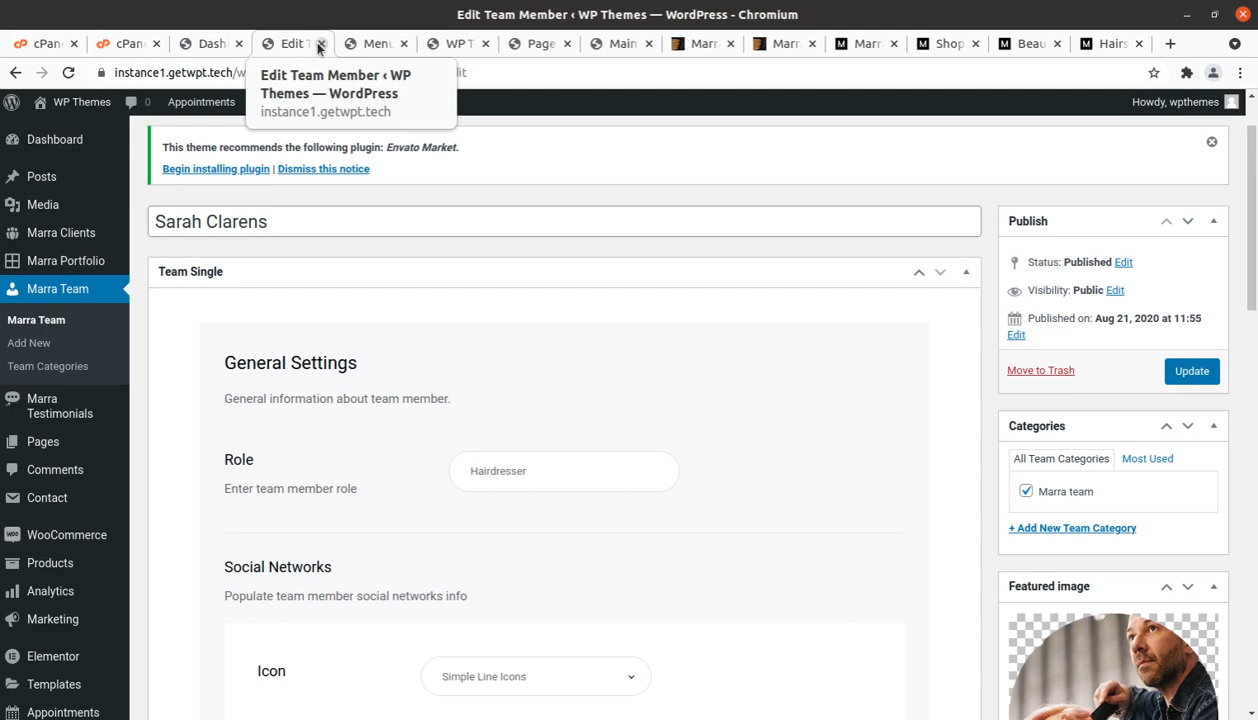 Edit Team Member ‹ WP Themes — WordPress - Chromium
cPan
cPan
Dash
Edit T
Menu
WP T
Page
Main
Marr
Marr
Marr
Shop
Beau
Hairs
instance1.getwpt.tech/w
dit
Edit Team Member ‹ WP
Themes — WordPress
instance1.getwpt.tech
WP Themes
0
Appointments
Howdy, wpthemes
Dashboard
Posts
Media
Marra Clients
Marra Portfolio
Marra Team
Marra Team
Add New
Team Categories
Marra
Testimonials
Pages
Comments
Contact
WooCommerce
Products
Analytics
Marketing
Elementor
Templates
Appointments
This theme recommends the following plugin: Envato Market.
Begin installing plugin | Dismiss this notice
Sarah Clarens
Team Single
General Settings
General information about team member.
Role
Enter team member role
Hairdresser
Social Networks
Populate team member social networks info
Icon
Simple Line Icons
Publish
Status: Published Edit
Visibility: Public Edit
Published on: Aug 21, 2020 at 11:55
Edit
Move to Trash
Update
Categories
All Team Categories
Most Used
Marra team
+ Add New Team Category
Featured image